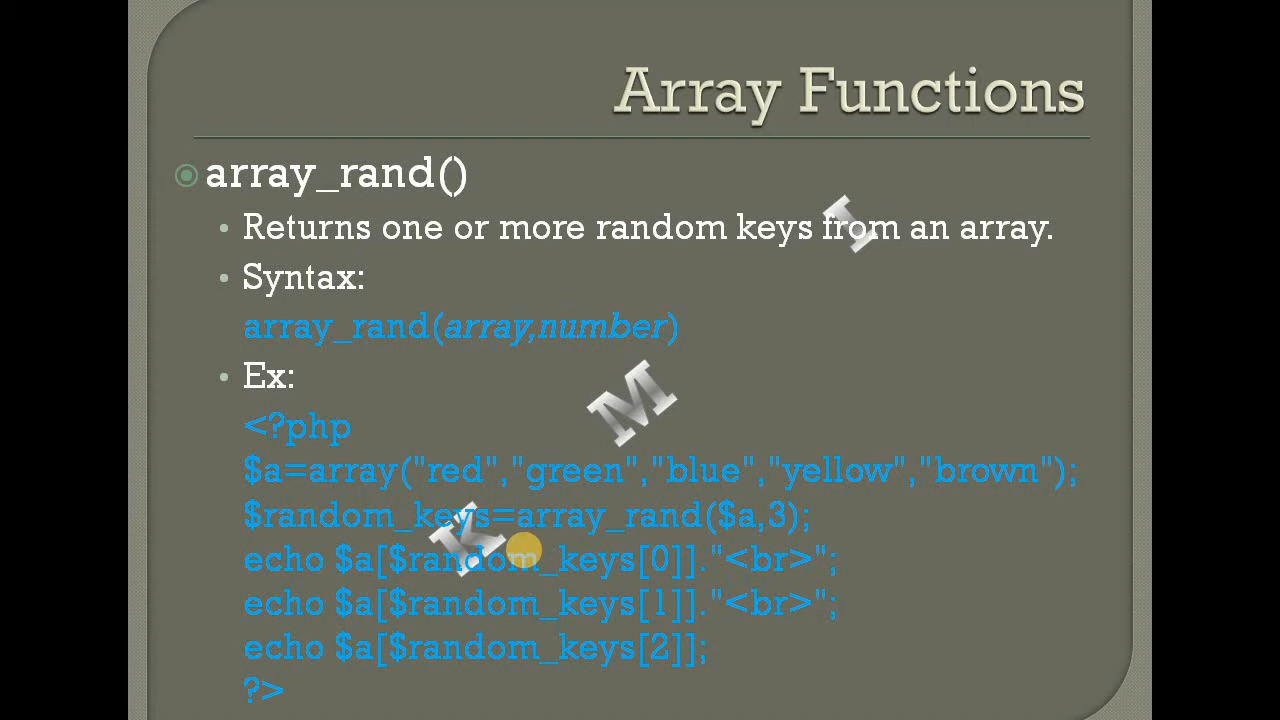 Array Functions
array_rand()
Returns one or more random keys from an array.
Syntax:
array_rand(array,number)
Ex:
<?php
$a=array("red","green","blue","yellow","brown");
$random_keys=array_rand($a,3);
echo $a[$random_keys[0]]."<br>";
echo $a[$random_keys[1]]."<br>";
echo $a[$random_keys[2]];
?>
K M I